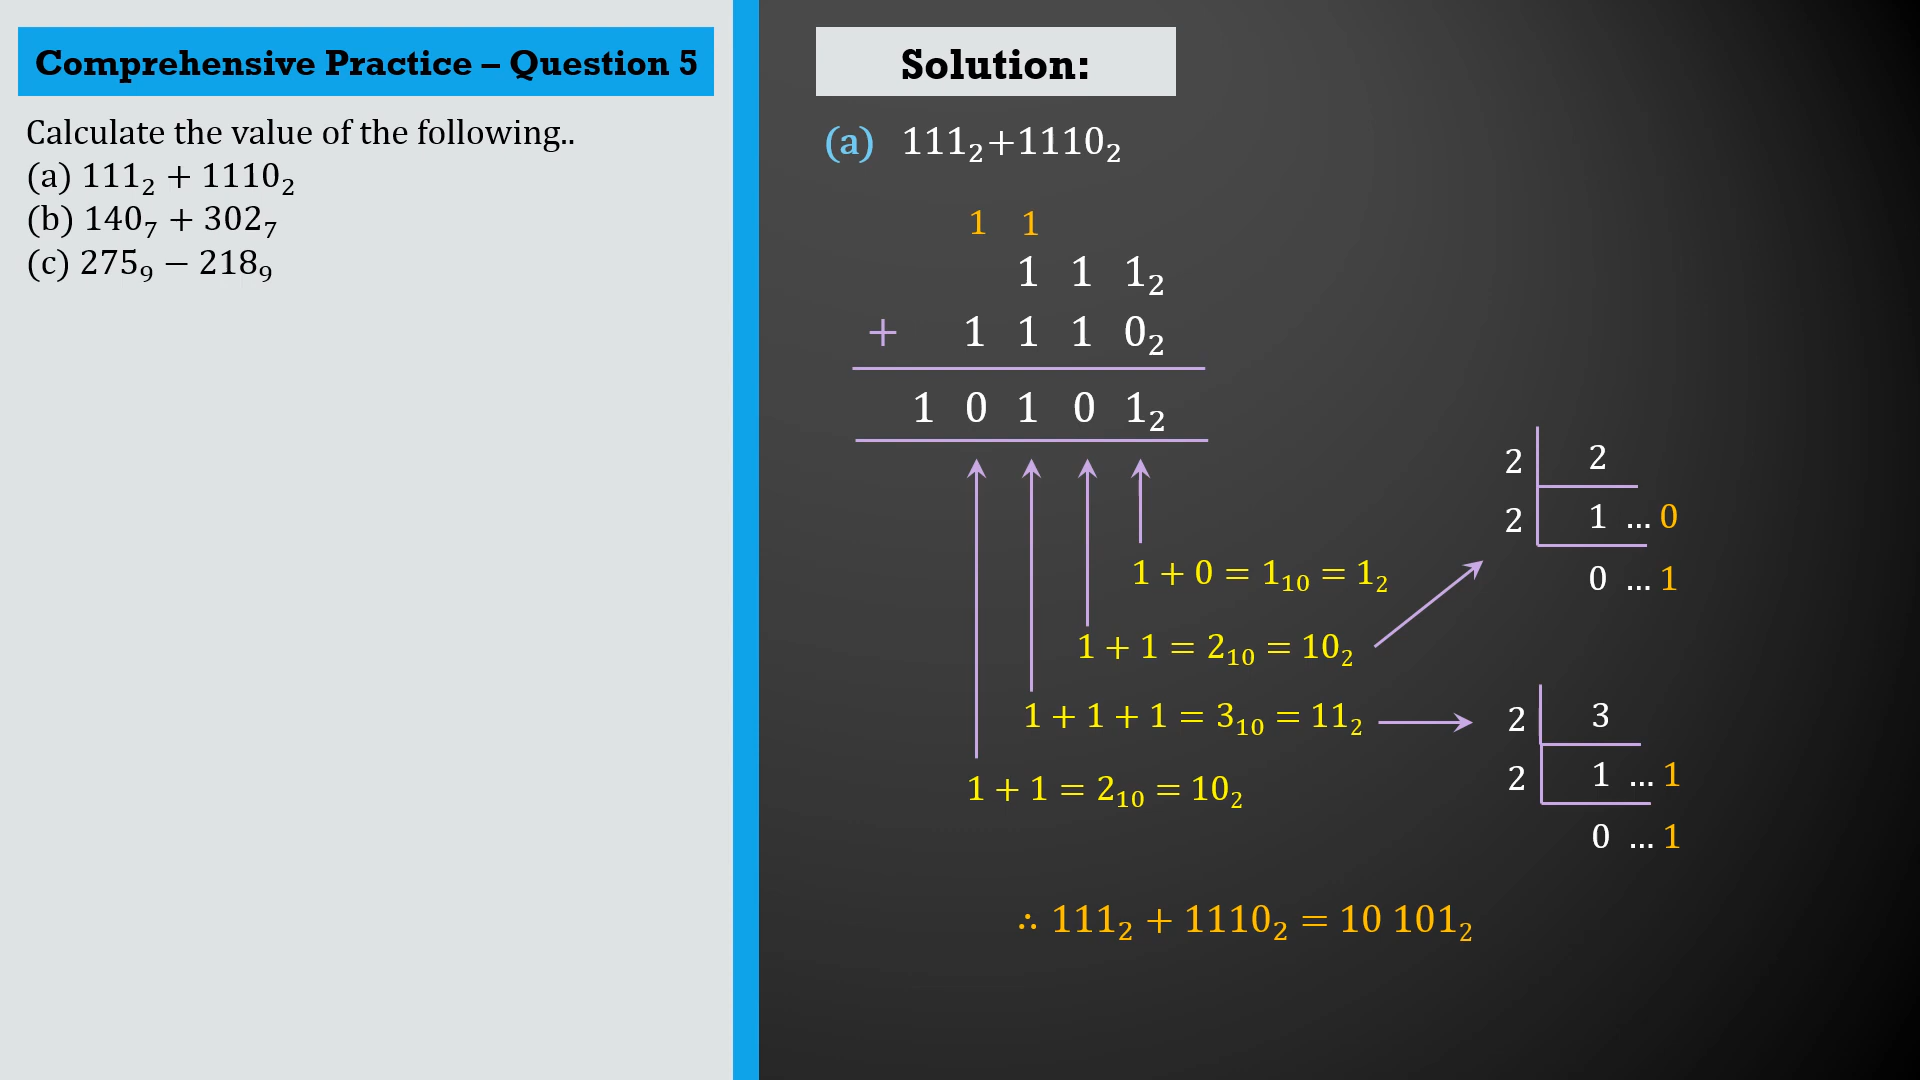 Comprehensive Practice – Question 5
Calculate the value of the following..
(a) 111₂ + 1110₂
(b) 140₇ + 302₇
(c) 275₉ − 218₉
Solution:
(a) 111₂+1110₂
1 1
1 1 1₂
+ 1 1 1 0₂
1 0 1 0 1₂
1 + 0 = 1₁₀ = 1₂
1 + 1 = 2₁₀ = 10₂
1 + 1 + 1 = 3₁₀ = 11₂
1 + 1 = 2₁₀ = 10₂
2 2
2 1 ... 0
0 ... 1
2 3
2 1 ... 1
0 ... 1
∴ 111₂ + 1110₂ = 10 101₂